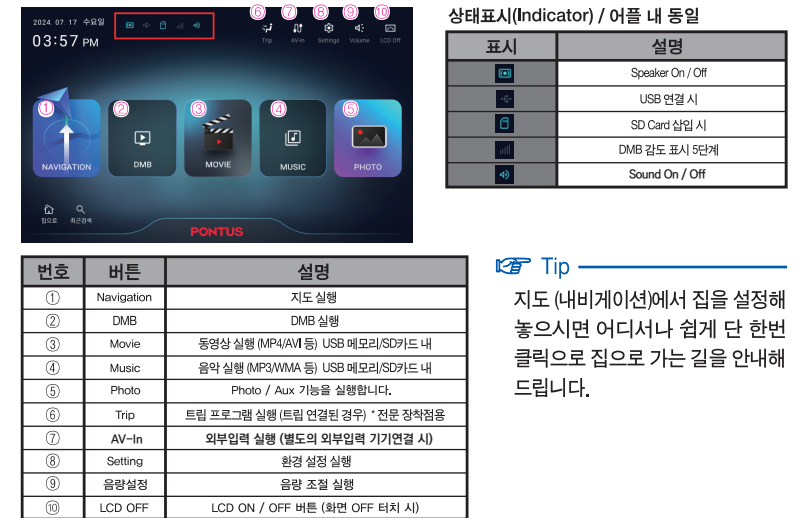 2024. 07. 17 수요일
03:57 PM
⑥ ⑦ ⑧ ⑨ ⑩
Trip AV-In Settings Volume LCD Off
① ② ③ ④ ⑤
NAVIGATION DMB MOVIE MUSIC PHOTO
집으로 최근검색
PONTUS
상태표시(Indicator) / 어플 내 동일
표시 설명
Speaker On / Off
USB 연결 시
SD Card 삽입 시
DMB 감도 표시 5단계
Sound On / Off
번호 버튼 설명
① Navigation 지도 실행
② DMB DMB 실행
③ Movie 동영상 실행 (MP4/AVI 등) USB 메모리/SD카드 내
④ Music 음악 실행 (MP3/WMA 등) USB 메모리/SD카드 내
⑤ Photo Photo / Aux 기능을 실행합니다.
⑥ Trip 트립 프로그램 실행 (트립 연결된 경우) * 전문 장착점용
⑦ AV-In 외부입력 실행 (별도의 외부입력 기기연결 시)
⑧ Setting 환경 설정 실행
⑨ 음량설정 음량 조절 실행
⑩ LCD OFF LCD ON / OFF 버튼 (화면 OFF 터치 시)
Tip
지도 (내비게이션)에서 집을 설정해
놓으시면 어디서나 쉽게 단 한번
클릭으로 집으로 가는 길을 안내해
드립니다.